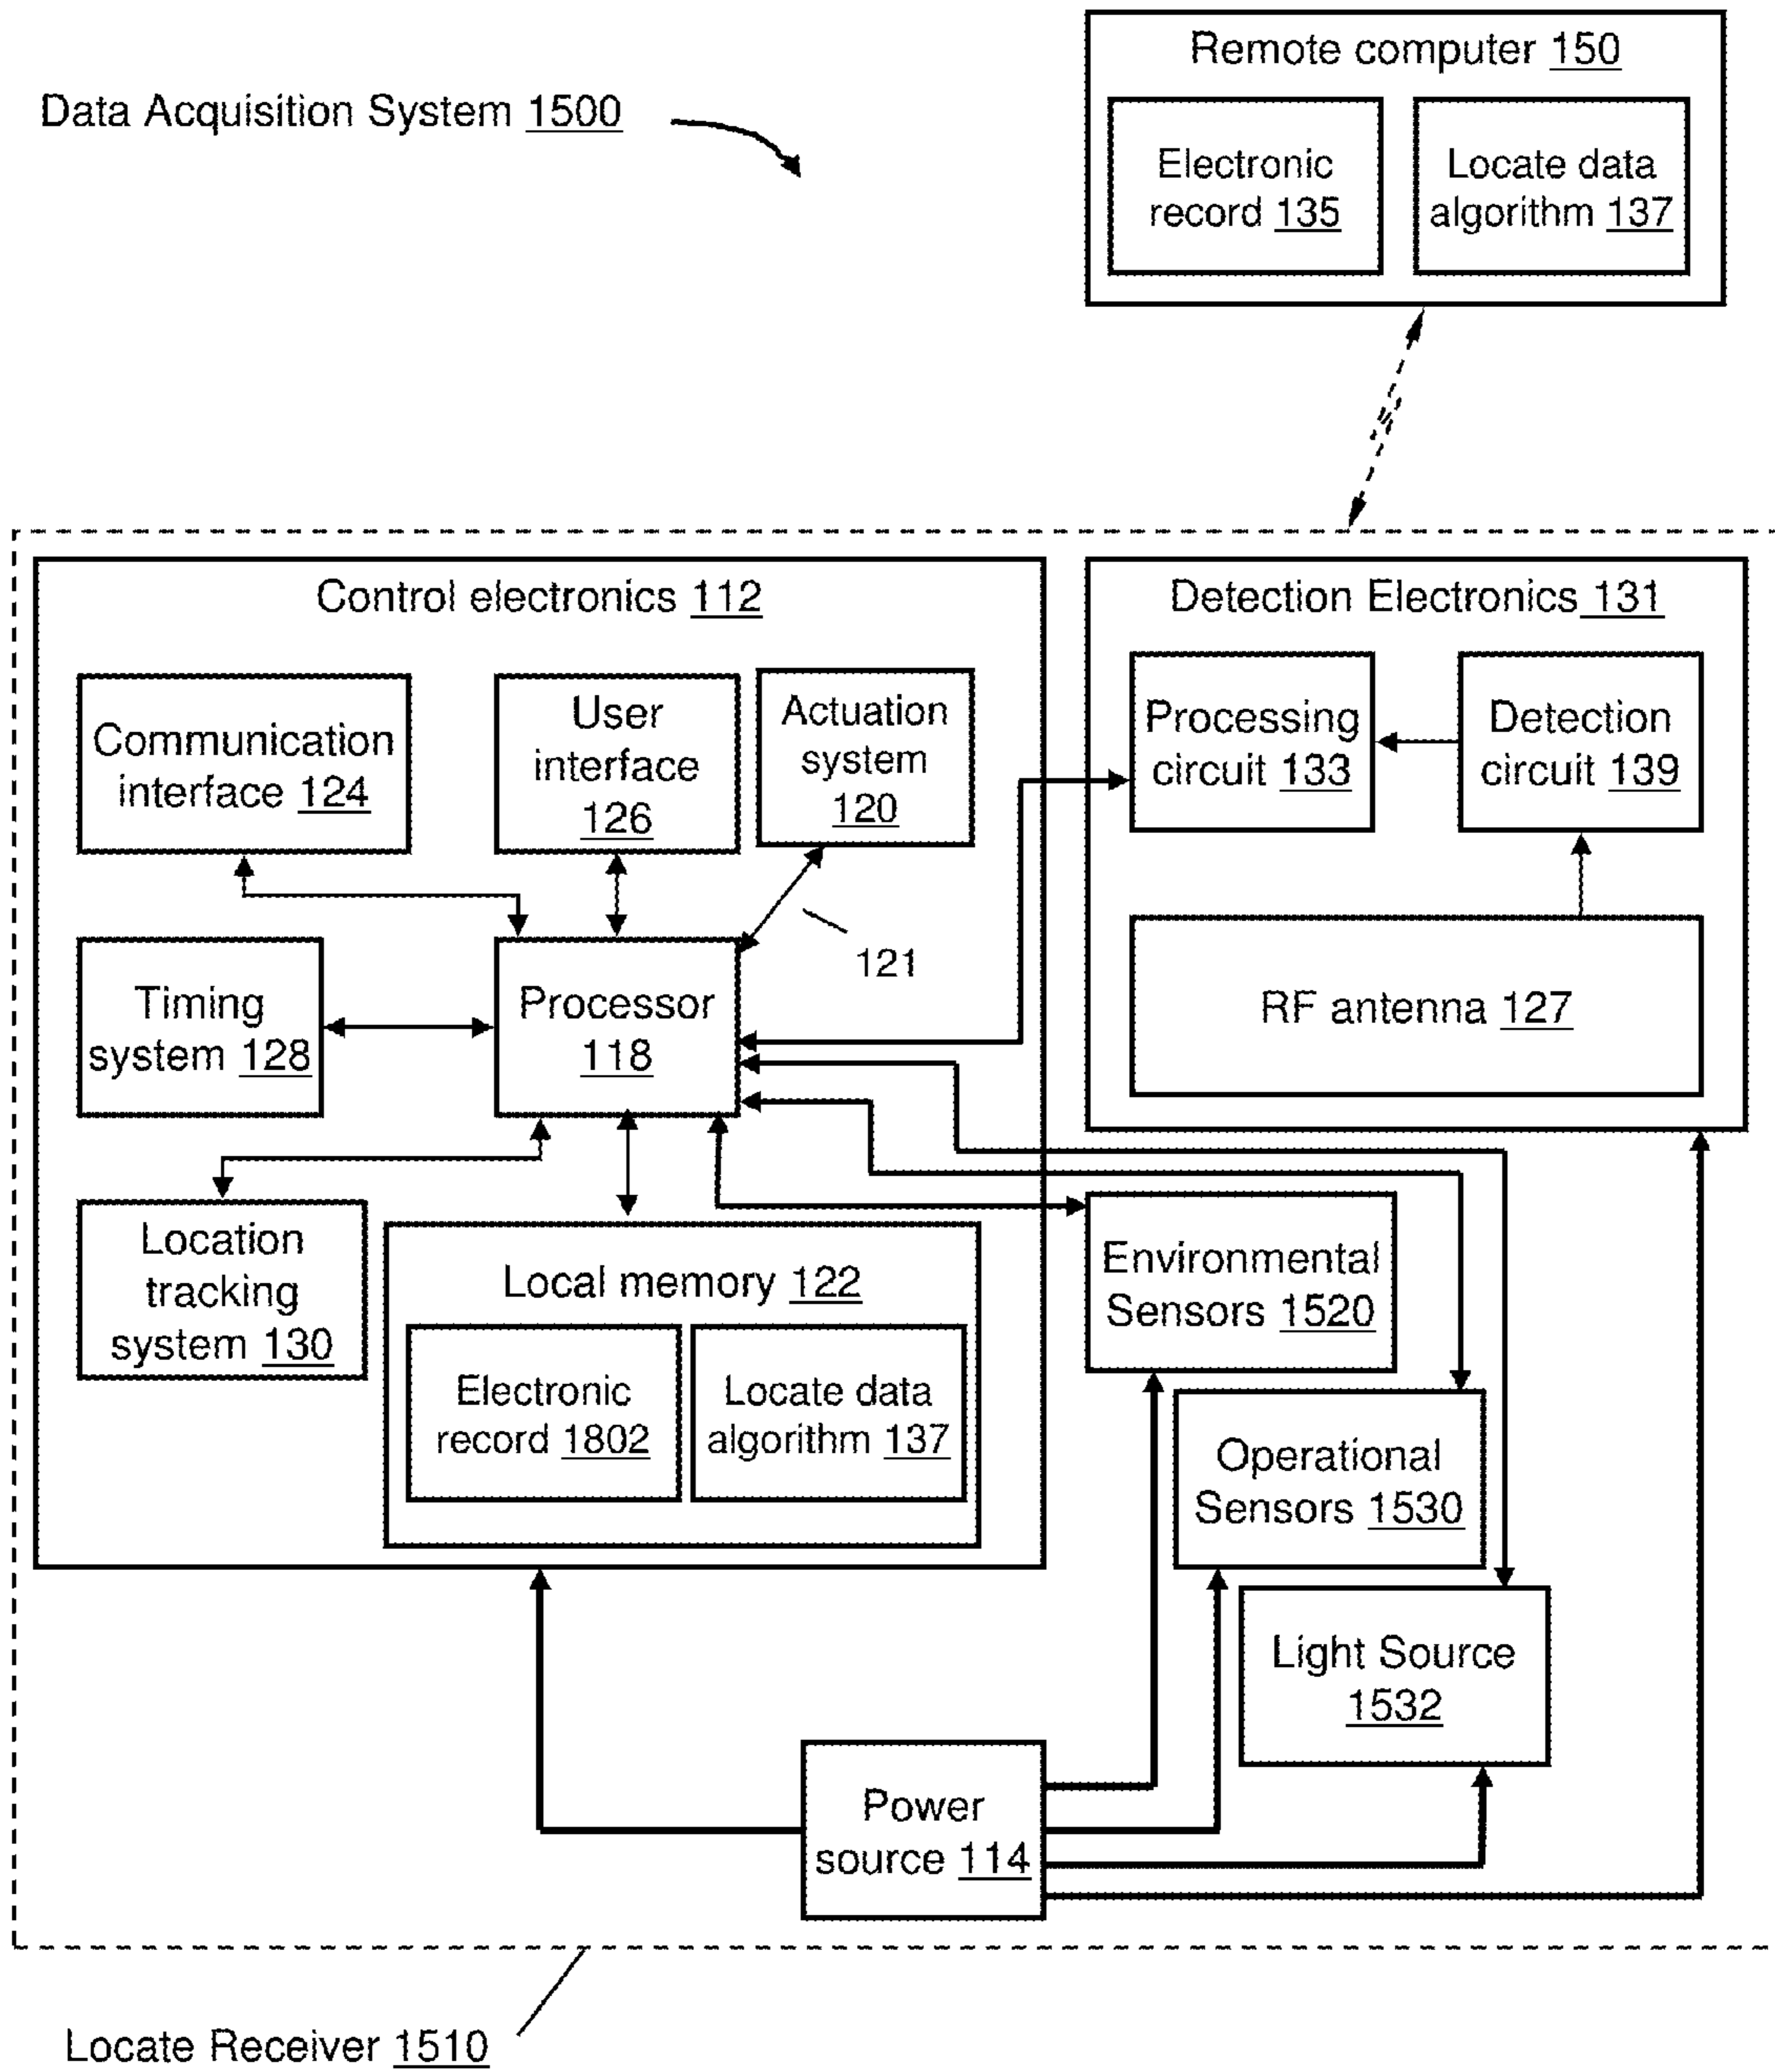 Remote computer 150
Data Acquisition System 1500
Electronic
record 135
Locate data
algorithm 137
Control electronics 112
Detection Electronics 131
Communication
interface 124
User
interface
126
Actuation
system
120
Processing
circuit 133
Detection
circuit 139
121
Timing
system 128
Processor
118
RF antenna 127
Location
tracking
system 130
Local memory 122
Electronic
record 1802
Locate data
algorithm 137
Environmental
Sensors 1520
Operational
Sensors 1530
Light Source
1532
Power
source 114
Locate Receiver 1510